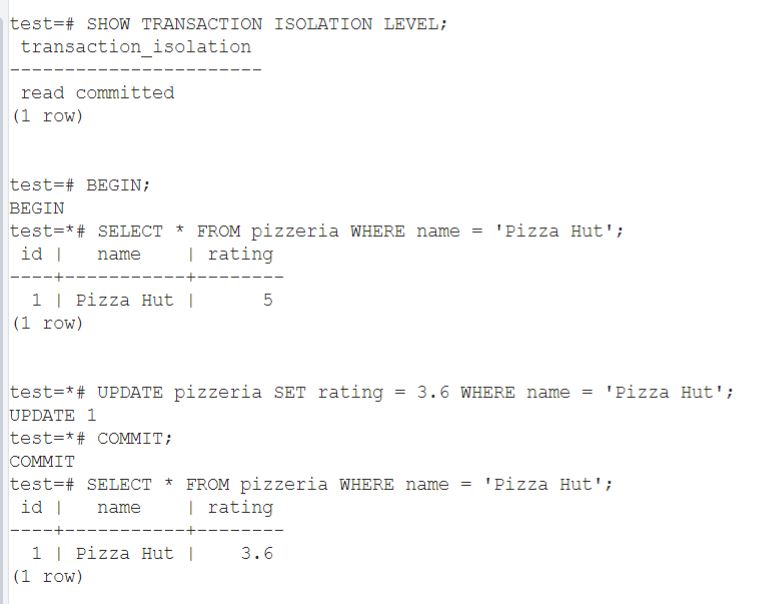 test=# SHOW TRANSACTION ISOLATION LEVEL;
 transaction_isolation
-----------------------
 read committed
(1 row)

test=# BEGIN;
BEGIN
test=*# SELECT * FROM pizzeria WHERE name = 'Pizza Hut';
 id |   name    | rating
----+-----------+--------
  1 | Pizza Hut |      5
(1 row)

test=*# UPDATE pizzeria SET rating = 3.6 WHERE name = 'Pizza Hut';
UPDATE 1
test=*# COMMIT;
COMMIT
test=# SELECT * FROM pizzeria WHERE name = 'Pizza Hut';
 id |   name    | rating
----+-----------+--------
  1 | Pizza Hut |    3.6
(1 row)